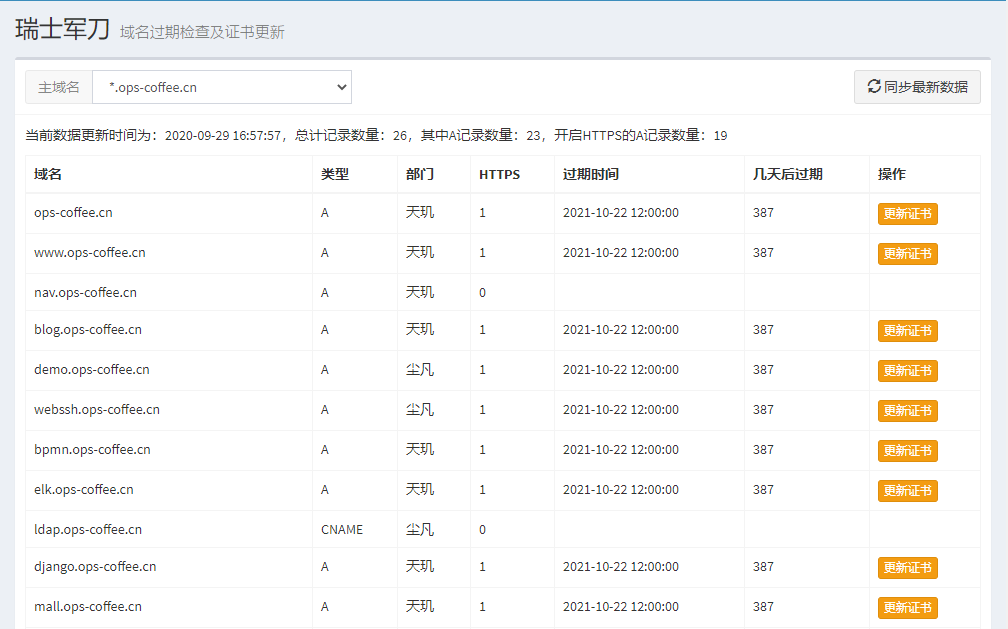 瑞士军刀 域名过期检查及证书更新
主域名 *.ops-coffee.cn 同步最新数据
当前数据更新时间为：2020-09-29 16:57:57，总计记录数量：26，其中A记录数量：23，开启HTTPS的A记录数量：19
域名 类型 部门 HTTPS 过期时间 几天后过期 操作
ops-coffee.cn A 天玑 1 2021-10-22 12:00:00 387 更新证书
www.ops-coffee.cn A 天玑 1 2021-10-22 12:00:00 387 更新证书
nav.ops-coffee.cn A 天玑 0
blog.ops-coffee.cn A 天玑 1 2021-10-22 12:00:00 387 更新证书
demo.ops-coffee.cn A 尘凡 1 2021-10-22 12:00:00 387 更新证书
webssh.ops-coffee.cn A 尘凡 1 2021-10-22 12:00:00 387 更新证书
bpmn.ops-coffee.cn A 天玑 1 2021-10-22 12:00:00 387 更新证书
elk.ops-coffee.cn A 天玑 1 2021-10-22 12:00:00 387 更新证书
ldap.ops-coffee.cn CNAME 尘凡 0
django.ops-coffee.cn A 天玑 1 2021-10-22 12:00:00 387 更新证书
mall.ops-coffee.cn A 天玑 1 2021-10-22 12:00:00 387 更新证书